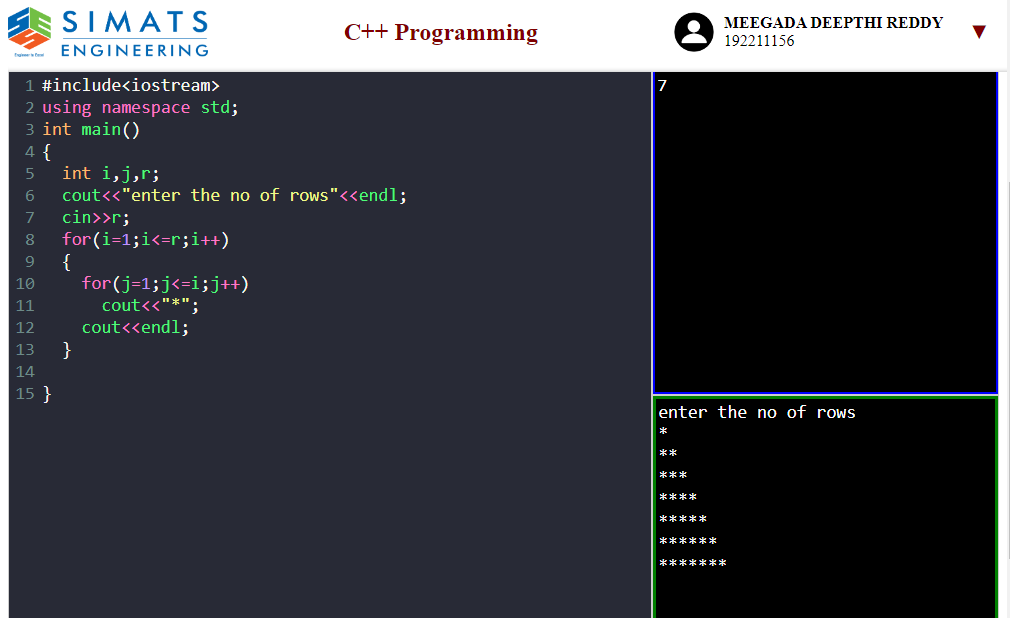 SIMATS
ENGINEERING
Engineer to Excel
C++ Programming
MEEGADA DEEPTHI REDDY
192211156
▼
1 #include<iostream>
2 using namespace std;
3 int main()
4 {
5   int i,j,r;
6   cout<<"enter the no of rows"<<endl;
7   cin>>r;
8   for(i=1;i<=r;i++)
9   {
10     for(j=1;j<=i;j++)
11       cout<<"*";
12     cout<<endl;
13   }
14
15 }
7
enter the no of rows
*
**
***
****
*****
******
*******